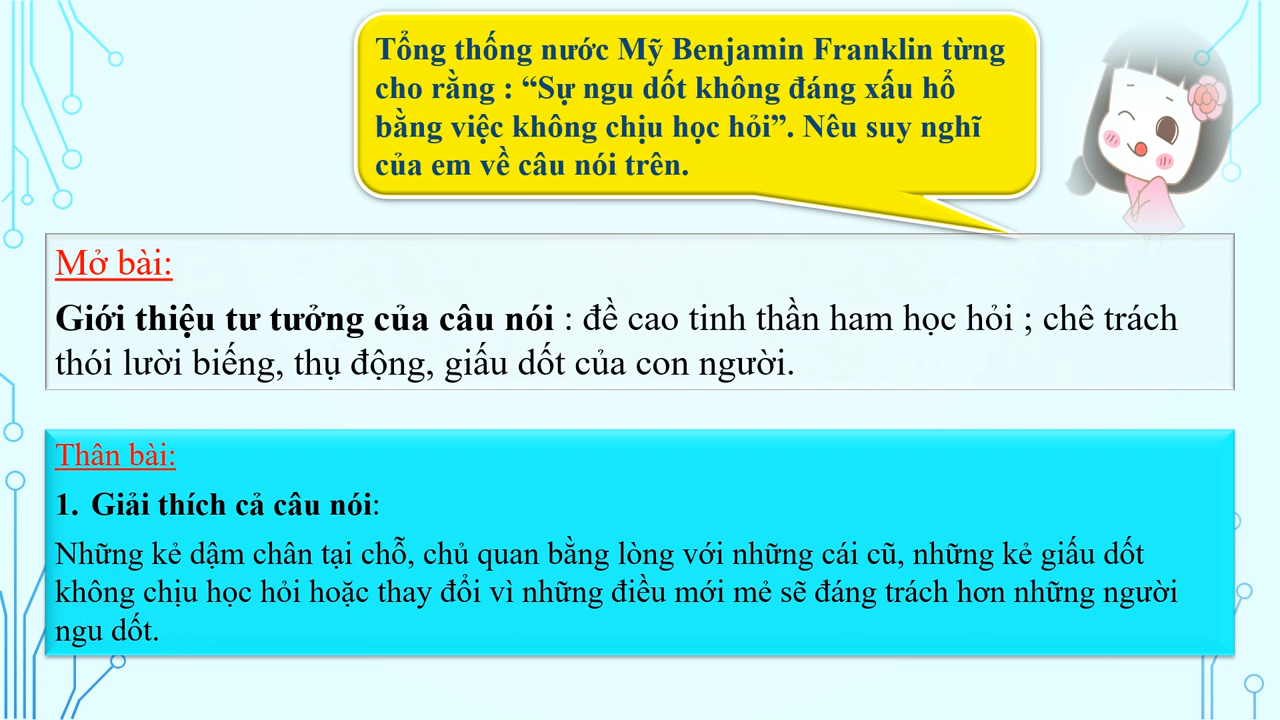 Tổng thống nước Mỹ Benjamin Franklin từng
cho rằng : “Sự ngu dốt không đáng xấu hổ
bằng việc không chịu học hỏi”. Nêu suy nghĩ
của em về câu nói trên.
Mở bài:
Giới thiệu tư tưởng của câu nói : đề cao tinh thần ham học hỏi ; chê trách
thói lười biếng, thụ động, giấu dốt của con người.
Thân bài:
1. Giải thích cả câu nói:
Những kẻ dậm chân tại chỗ, chủ quan bằng lòng với những cái cũ, những kẻ giấu dốt
không chịu học hỏi hoặc thay đổi vì những điều mới mẻ sẽ đáng trách hơn những người
ngu dốt.